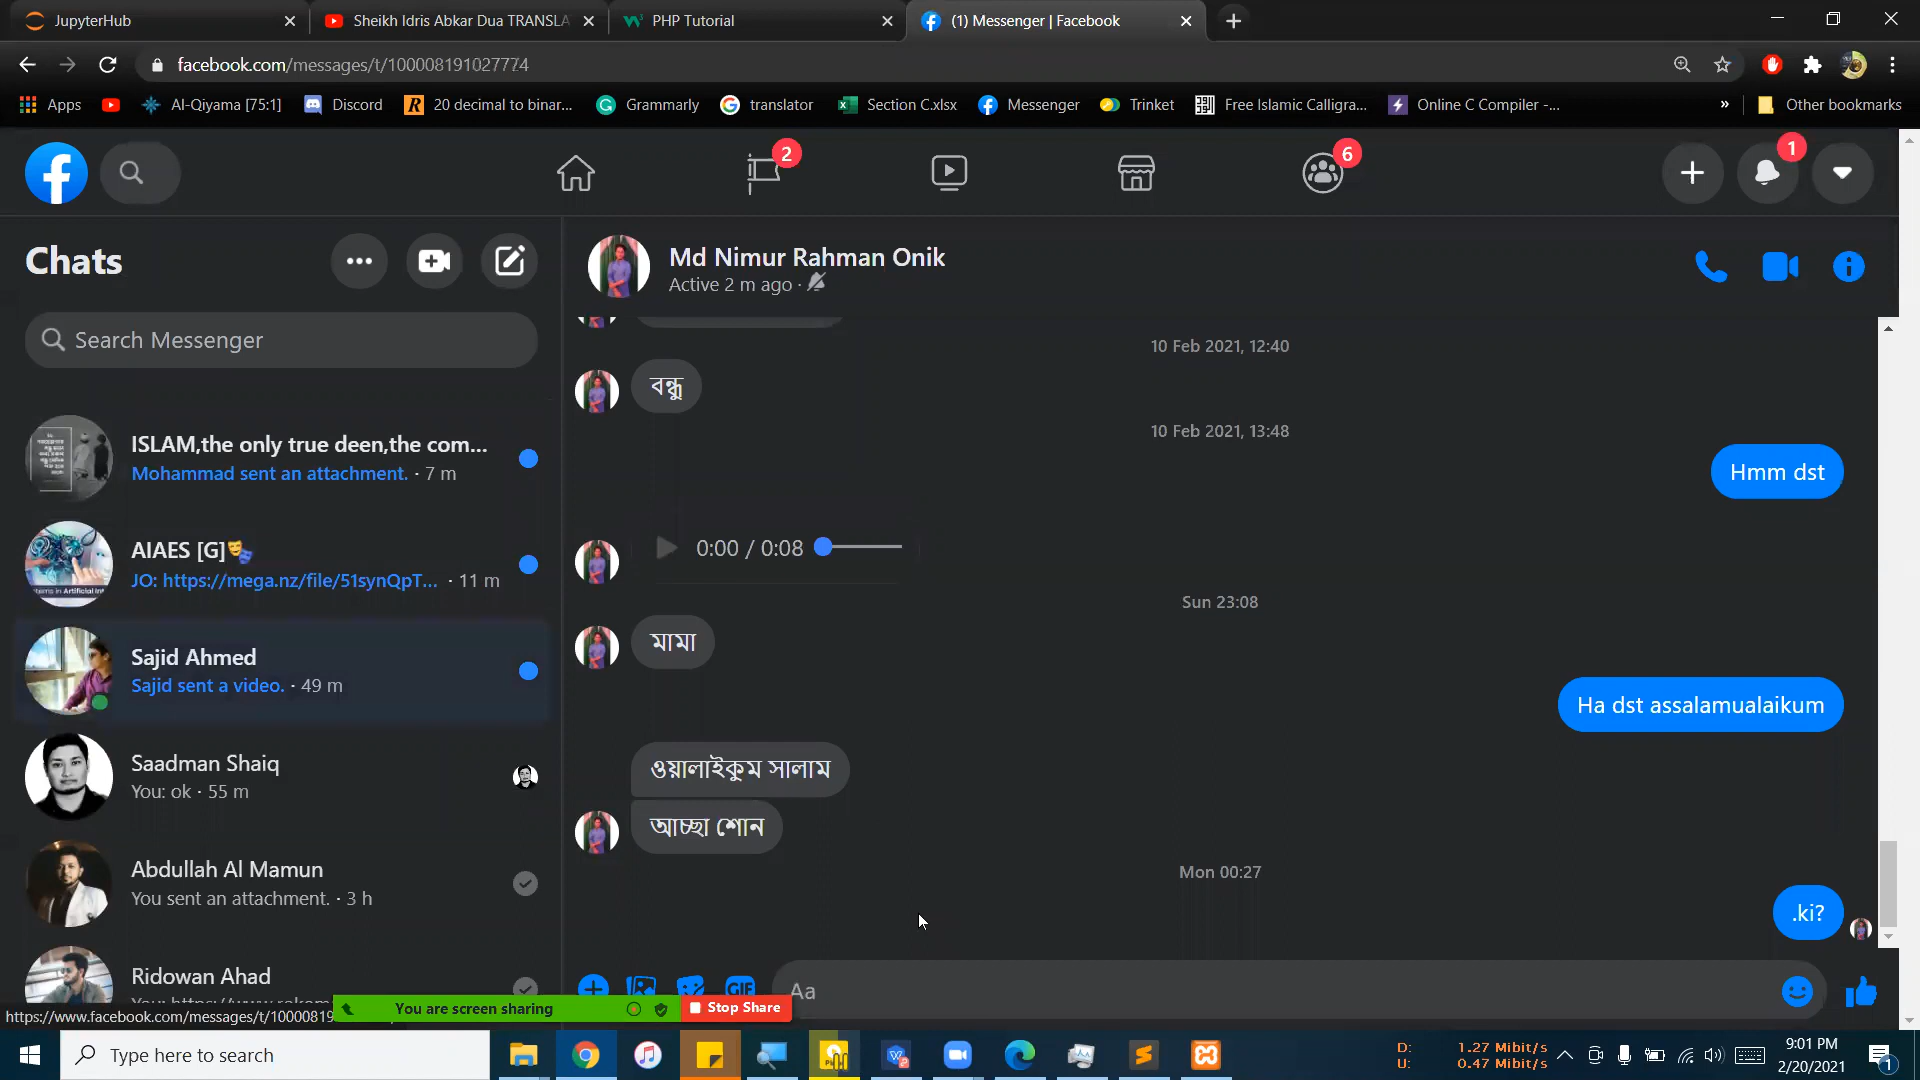 JupyterHub
Sheikh Idris Abkar Dua TRANSLA
PHP Tutorial
(1) Messenger | Facebook
facebook.com/messages/t/100008191027774
Apps
Al-Qiyama [75:1]
Discord
20 decimal to binar...
Grammarly
translator
Section C.xlsx
Messenger
Trinket
Free Islamic Calligra...
Online C Compiler -...
»
Other bookmarks
2
6
1
Chats
Search Messenger
ISLAM,the only true deen,the com...
Mohammad sent an attachment. · 7 m
AIAES [G]🎭
JO: https://mega.nz/file/51synQpT... · 11 m
Sajid Ahmed
Sajid sent a video. · 49 m
Saadman Shaiq
You: ok · 55 m
Abdullah Al Mamun
You sent an attachment. · 3 h
Ridowan Ahad
Md Nimur Rahman Onik
Active 2 m ago ·
10 Feb 2021, 12:40
বন্ধু
10 Feb 2021, 13:48
Hmm dst
0:00 / 0:08
Sun 23:08
মামা
Ha dst assalamualaikum
ওয়ালাইকুম সালাম
আচ্ছা শোন
Mon 00:27
.ki?
GIF
Aa
You are screen sharing
Stop Share
https://www.facebook.com/messages/t/10000819
Type here to search
D: 1.27 Mibit/s
U: 0.47 Mibit/s
9:01 PM
2/20/2021
1